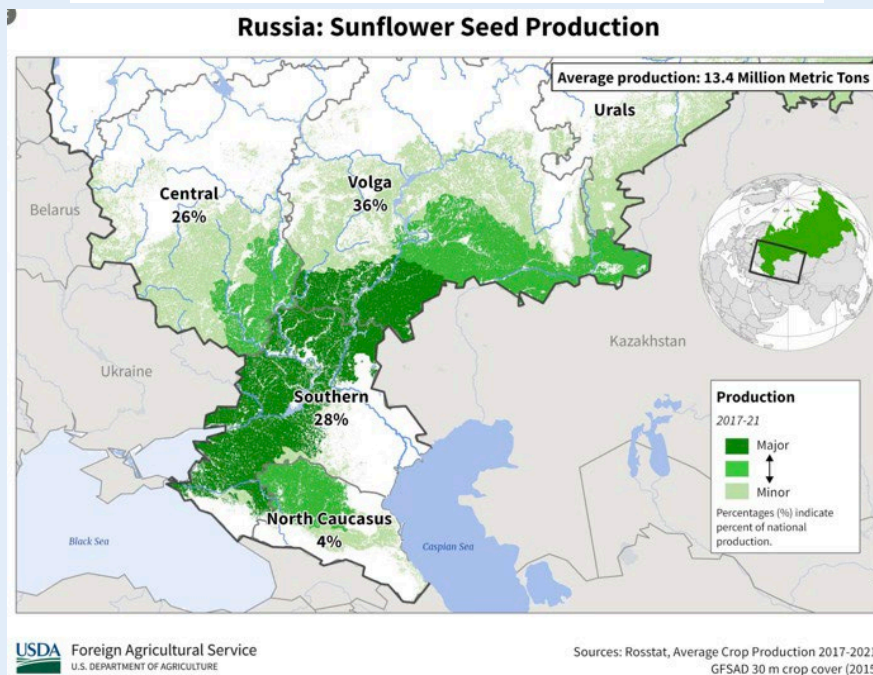 Russia: Sunflower Seed Production
Average production: 13.4 Million Metric Tons
Urals
Volga
36%
Central
26%
Belarus
Kazakhstan
Ukraine
Southern
28%
North Caucasus
4%
Black Sea
Caspian Sea
Production
2017-21
Major
Minor
Percentages (%) indicate
percent of national
production.
USDA Foreign Agricultural Service
U.S. DEPARTMENT OF AGRICULTURE
Sources: Rosstat, Average Crop Production 2017-2021
GFSAD 30 m crop cover (2015